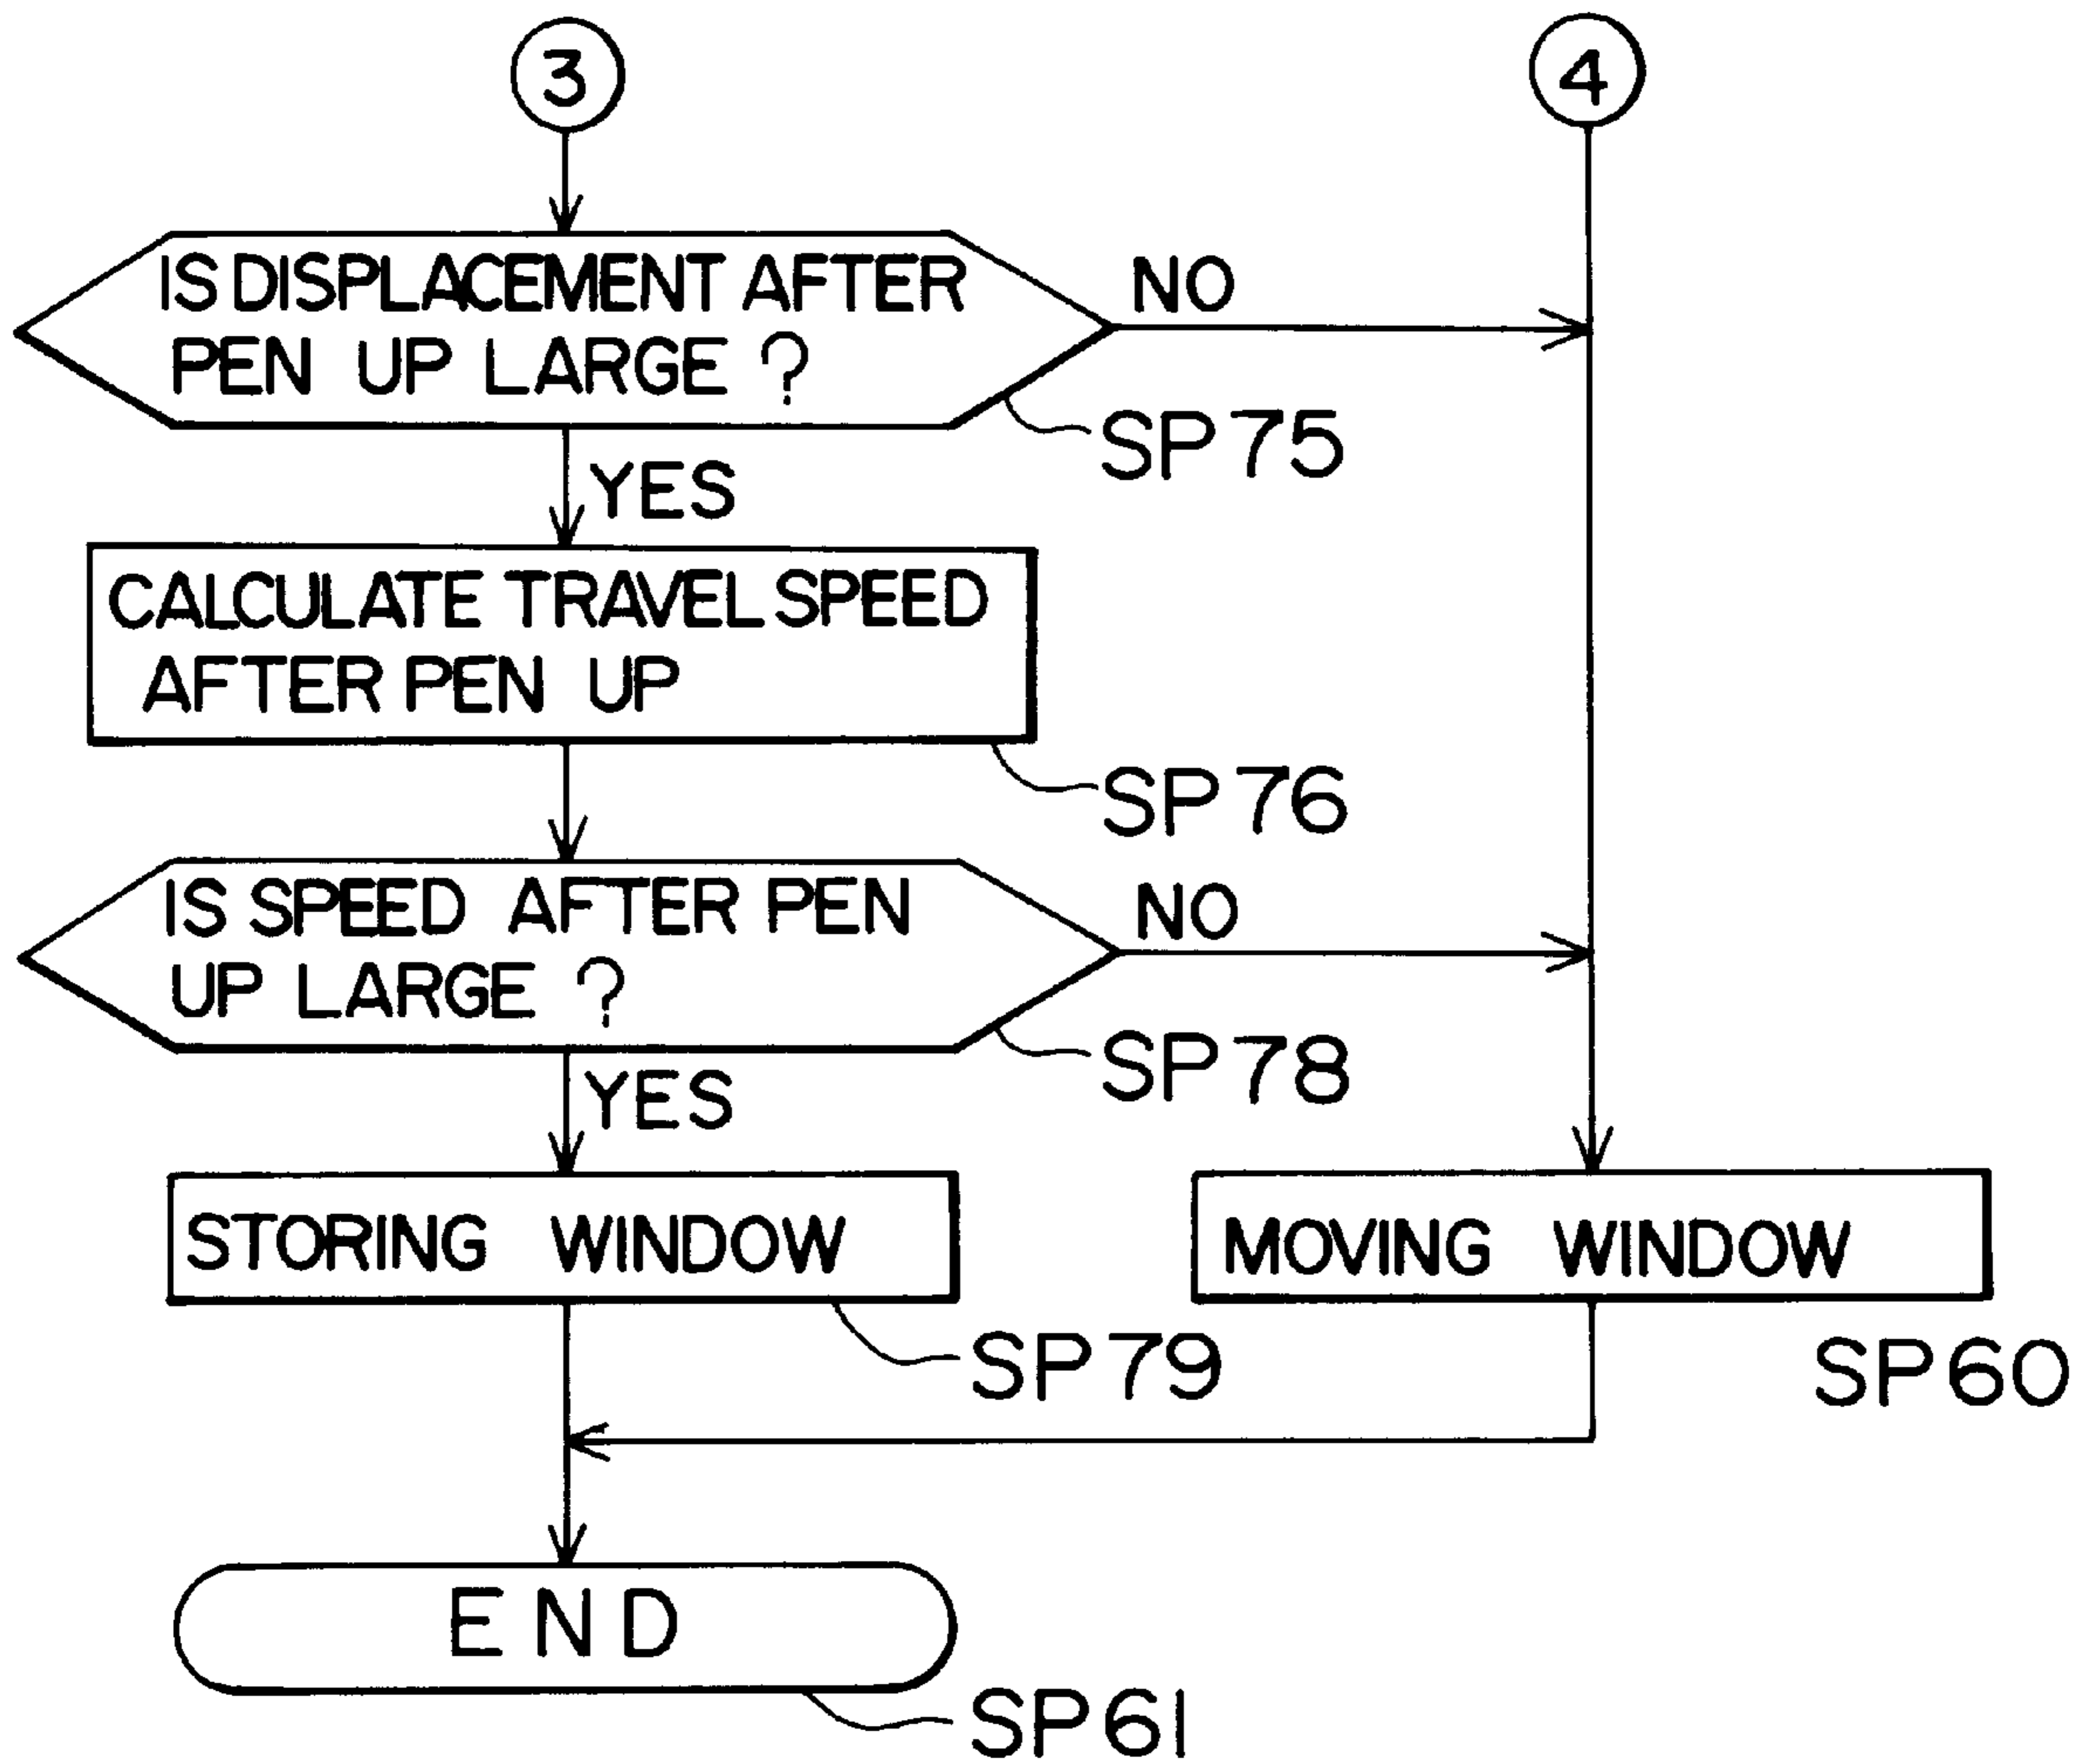 3
4
IS DISPLACEMENT AFTER
PEN UP LARGE ?
NO
SP75
YES
CALCULATE TRAVEL SPEED
AFTER PEN UP
SP76
IS SPEED AFTER PEN
UP LARGE ?
NO
SP78
YES
STORING WINDOW
MOVING WINDOW
SP79
SP60
END
SP61